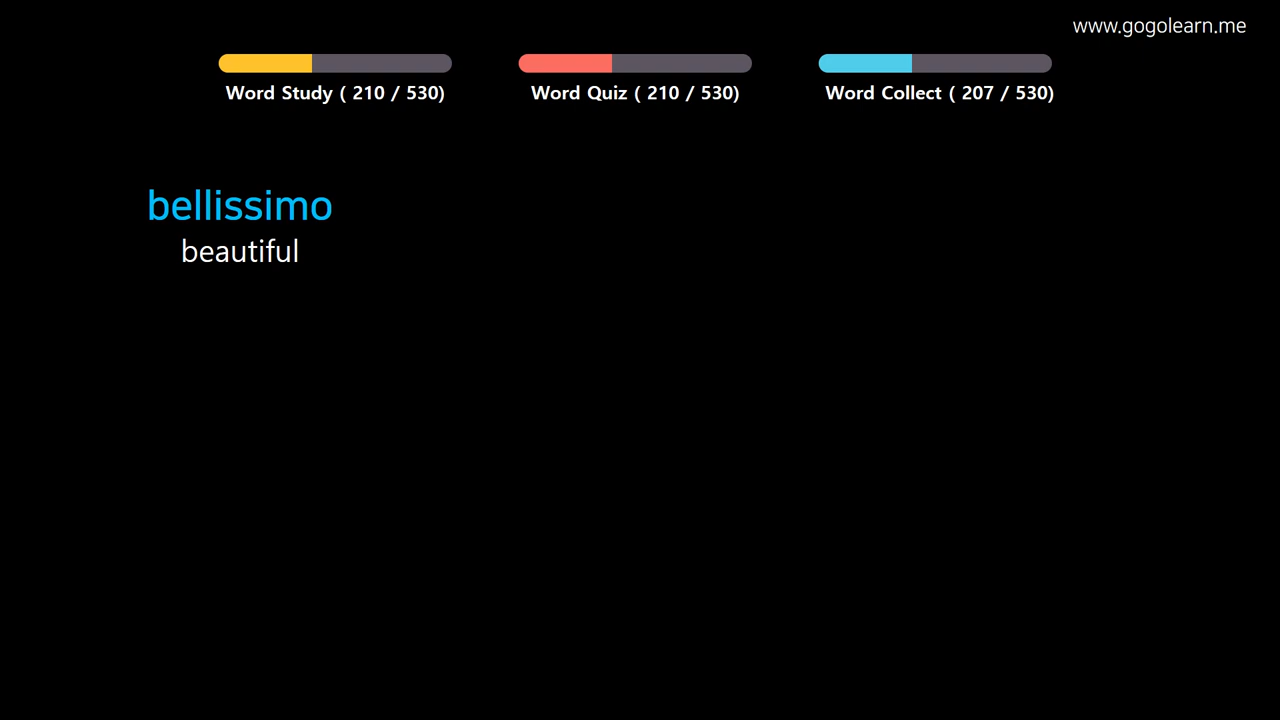 www.gogolearn.me
Word Study ( 210 / 530)
Word Quiz ( 210 / 530)
Word Collect ( 207 / 530)
bellissimo
beautiful